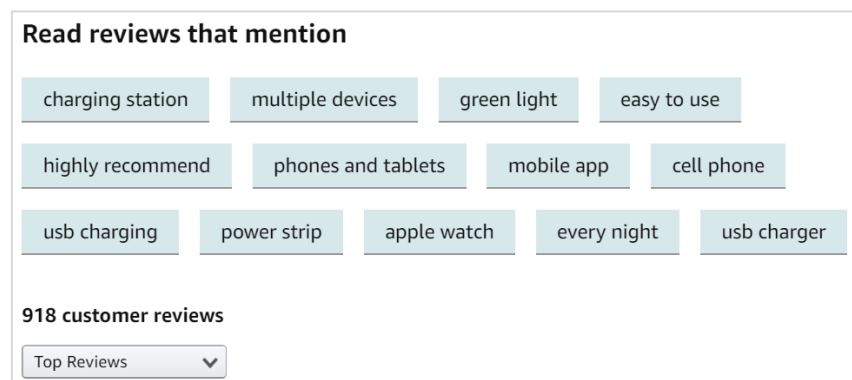 Read reviews that mention
charging station multiple devices green light easy to use
highly recommend phones and tablets mobile app cell phone
usb charging power strip apple watch every night usb charger
918 customer reviews
Top Reviews